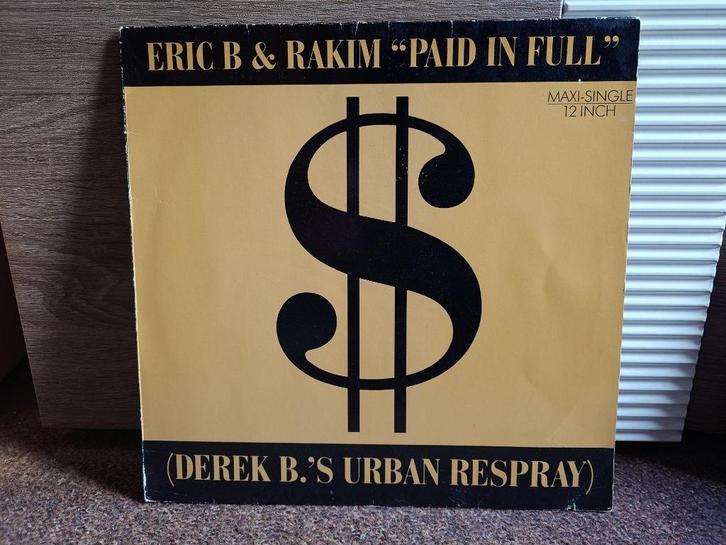 ERIC B & RAKIM “PAID IN FULL”
MAXI-SINGLE
12 INCH
$
(DEREK B.’S URBAN RESPRAY)